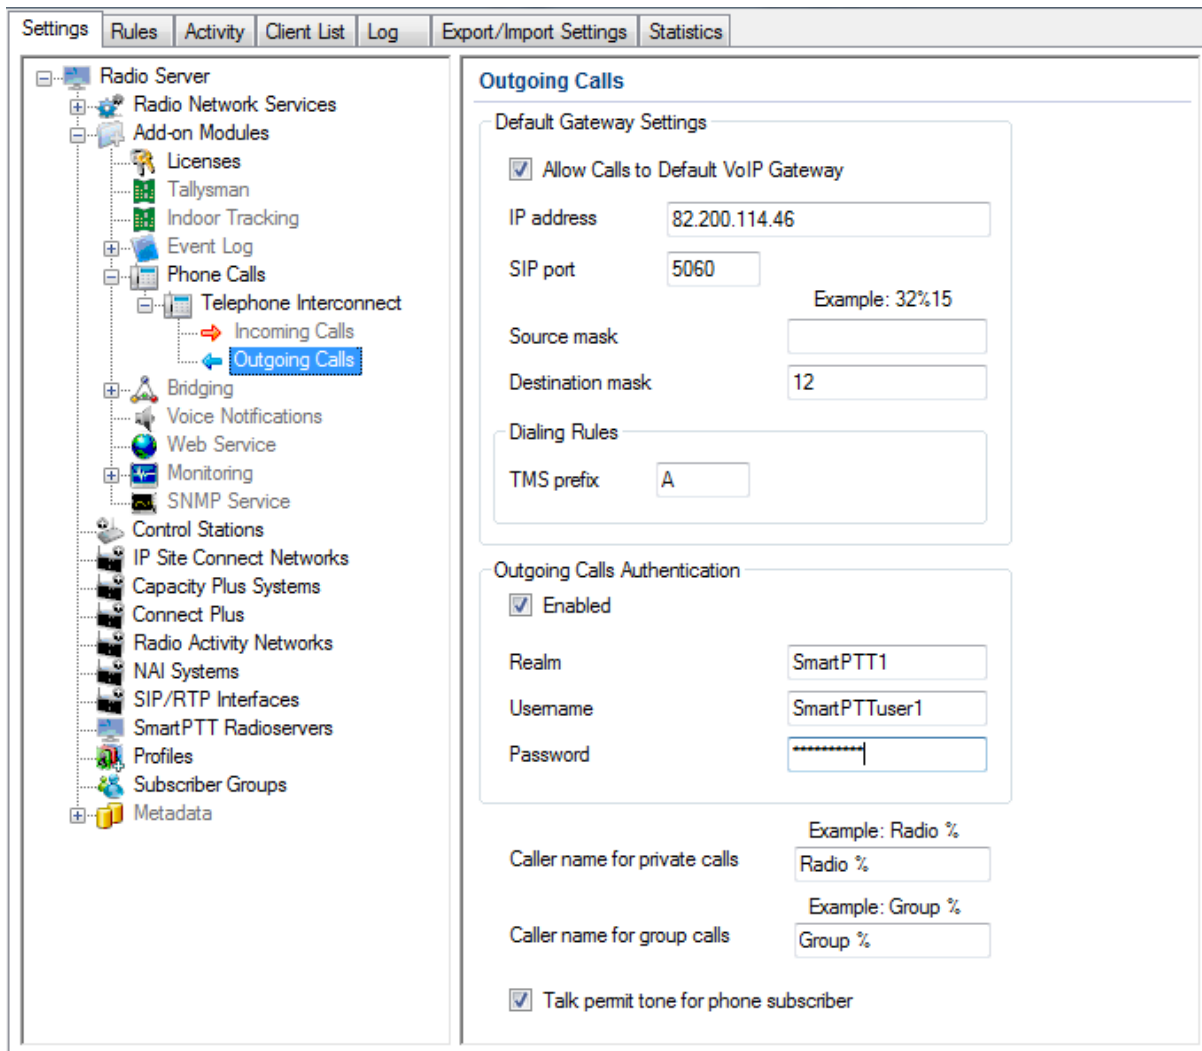 Settings Rules Activity Client List Log Export/Import Settings Statistics
Radio Server
Radio Network Services
Add-on Modules
Licenses
Tallysman
Indoor Tracking
Event Log
Phone Calls
Telephone Interconnect
Incoming Calls
Outgoing Calls
Bridging
Voice Notifications
Web Service
Monitoring
SNMP Service
Control Stations
IP Site Connect Networks
Capacity Plus Systems
Connect Plus
Radio Activity Networks
NAI Systems
SIP/RTP Interfaces
SmartPTT Radioservers
Profiles
Subscriber Groups
Metadata
Outgoing Calls
Default Gateway Settings
Allow Calls to Default VoIP Gateway
IP address 82.200.114.46
SIP port 5060
Example: 32%15
Source mask
Destination mask 12
Dialing Rules
TMS prefix A
Outgoing Calls Authentication
Enabled
Realm SmartPTT1
Username SmartPTTuser1
Password **********
Example: Radio %
Caller name for private calls Radio %
Example: Group %
Caller name for group calls Group %
Talk permit tone for phone subscriber